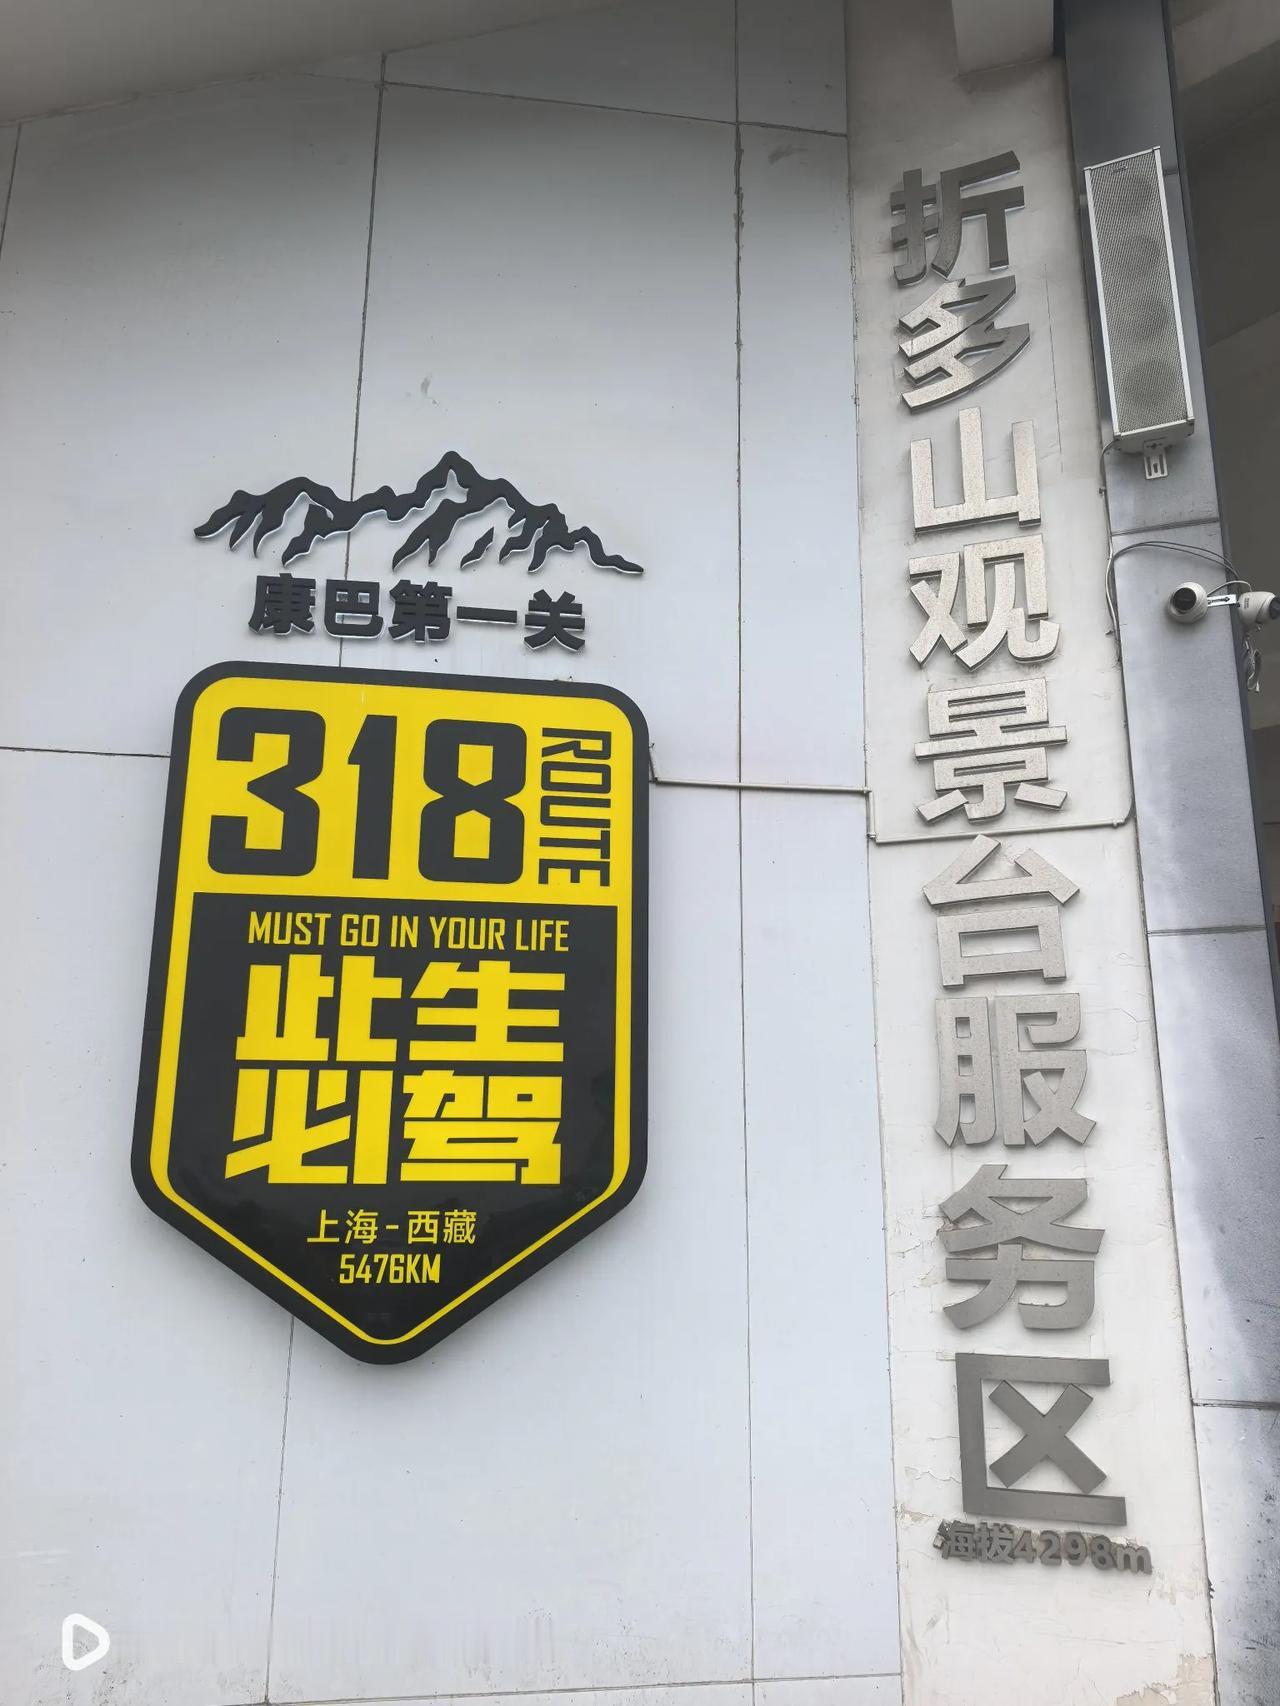 康巴第一关
318 ROUTE
MUST GO IN YOUR LIFE
此生
必驾
上海-西藏
5476KM
折多山观景台服务区
海拔4298m